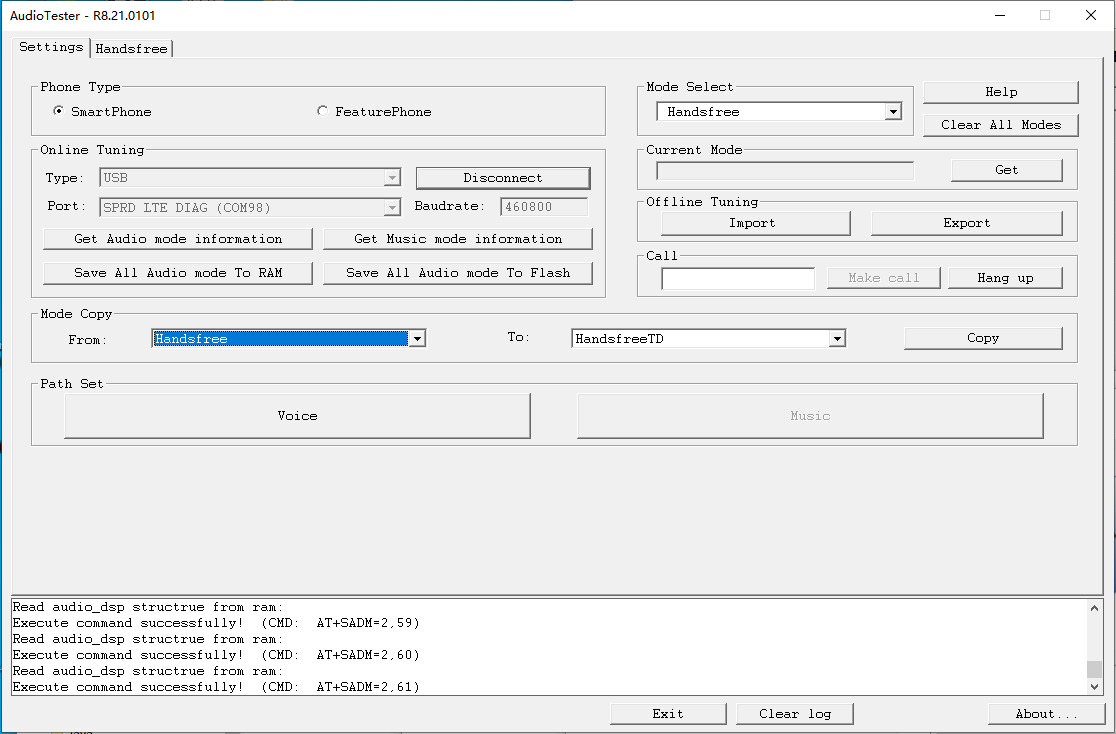 AudioTester - R8.21.0101
Settings
Handsfree
Phone Type
SmartPhone
FeaturePhone
Mode Select
Handsfree
Help
Clear All Modes
Online Tuning
Type:
USB
Disconnect
Port:
SPRD LTE DIAG (COM98)
Baudrate:
460800
Get Audio mode information
Get Music mode information
Save All Audio mode To RAM
Save All Audio mode To Flash
Current Mode
Get
Offline Tuning
Import
Export
Call
Make call
Hang up
Mode Copy
From:
Handsfree
To:
HandsfreeTD
Copy
Path Set
Voice
Music
Read audio_dsp structrue from ram:
Execute command successfully!  (CMD:  AT+SADM=2,59)
Read audio_dsp structrue from ram:
Execute command successfully!  (CMD:  AT+SADM=2,60)
Read audio_dsp structrue from ram:
Execute command successfully!  (CMD:  AT+SADM=2,61)
Exit
Clear log
About...